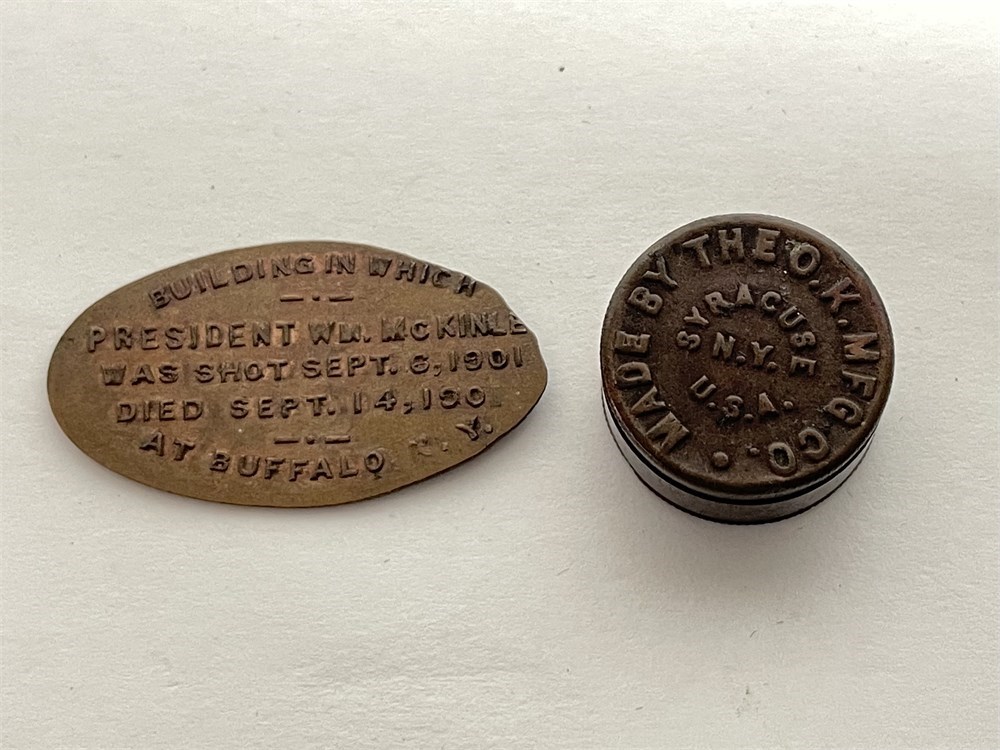 BUILDING IN WHICH
PRESIDENT WM. McKINLE
WAS SHOT SEPT. 6, 1901
DIED SEPT. 14, 190
AT BUFFALO N.Y.
MADE BY THE O.K. MFG. CO.
SYRACUSE
N.Y.
U.S.A.